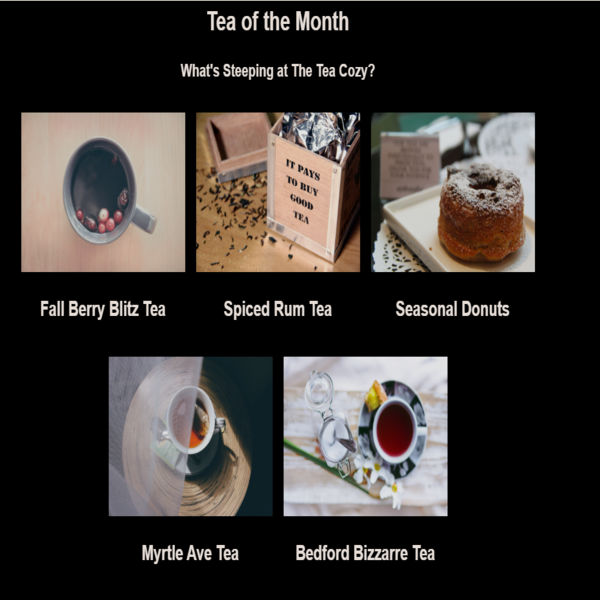 Tea of the Month
What's Steeping at The Tea Cozy?
IT PAYS
TO BUY
GOOD
TEA
Fall Berry Blitz Tea
Spiced Rum Tea
Seasonal Donuts
Myrtle Ave Tea
Bedford Bizzarre Tea